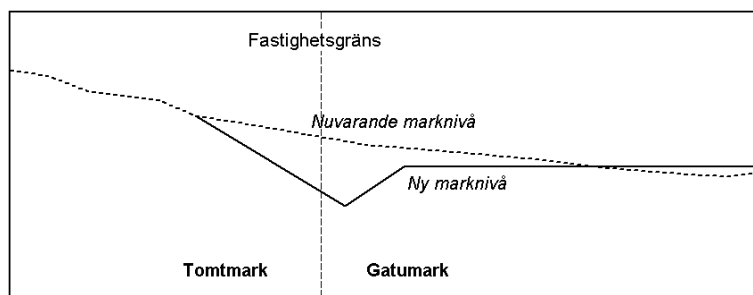 Fastighetsgräns
Nuvarande marknivå
Ny marknivå
Tomtmark
Gatumark